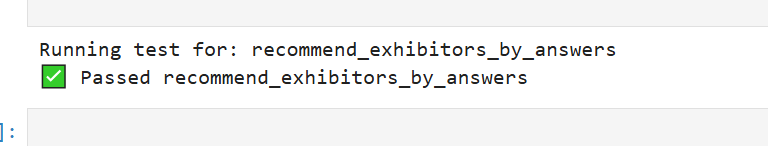 Running test for: recommend_exhibitors_by_answers
✅ Passed recommend_exhibitors_by_answers
]: